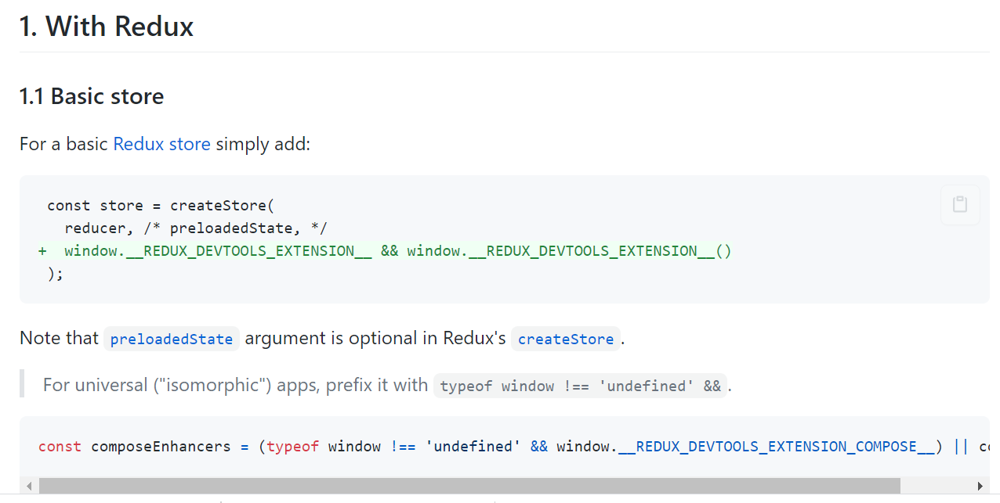 1. With Redux
1.1 Basic store
For a basic Redux store simply add:
const store = createStore(
  reducer, /* preloadedState, */
+  window.__REDUX_DEVTOOLS_EXTENSION__ && window.__REDUX_DEVTOOLS_EXTENSION__()
);
Note that preloadedState argument is optional in Redux's createStore.
For universal ("isomorphic") apps, prefix it with typeof window !== 'undefined' &&.
const composeEnhancers = (typeof window !== 'undefined' && window.__REDUX_DEVTOOLS_EXTENSION_COMPOSE__) ||